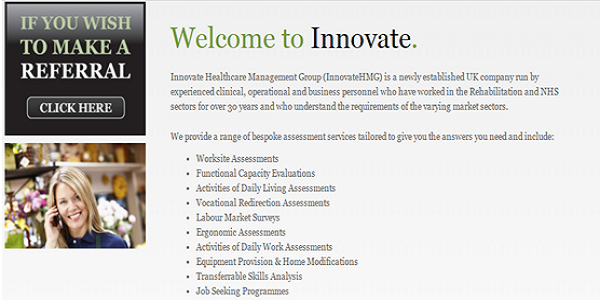 IF YOU WISH
TO MAKE A
REFERRAL
CLICK HERE
Welcome to Innovate.
Innovate Healthcare Management Group (InnovateHMG) is a newly established UK company run by
experienced clinical, operational and business personnel who have worked in the Rehabilitation and NHS
sectors for over 30 years and who understand the requirements of the varying market sectors.
We provide a range of bespoke assessment services tailored to give you the answers you need and include:
• Worksite Assessments
• Functional Capacity Evaluations
• Activities of Daily Living Assessments
• Vocational Redirection Assessments
• Labour Market Surveys
• Ergonomic Assessments
• Activities of Daily Work Assessments
• Equipment Provision & Home Modifications
• Transferrable Skills Analysis
• Job Seeking Programmes